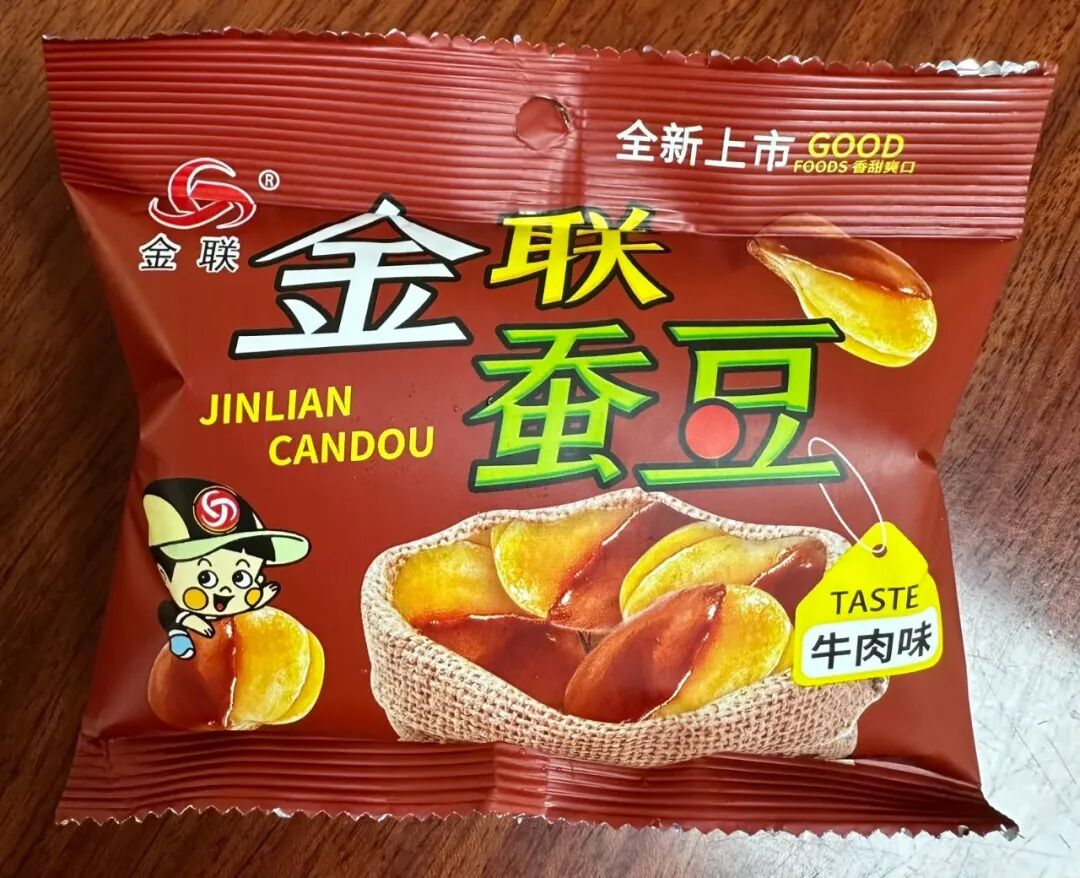 全新上市 GOOD
FOODS 香甜爽口
®
金联
金联
蚕豆
JINLIAN
CANDOU
TASTE
牛肉味